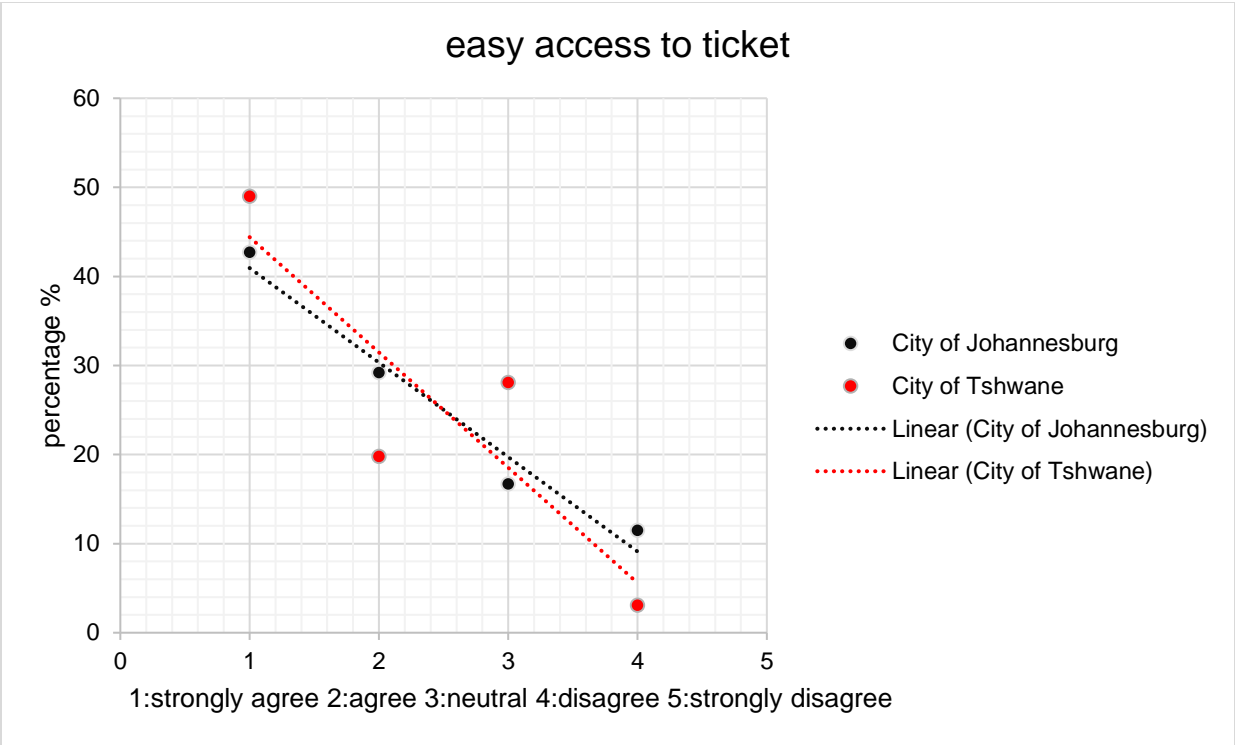 easy access to ticket
60
50
40
30
20
10
0
percentage %
0 1 2 3 4 5
1:strongly agree 2:agree 3:neutral 4:disagree 5:strongly disagree
City of Johannesburg
City of Tshwane
Linear (City of Johannesburg)
Linear (City of Tshwane)